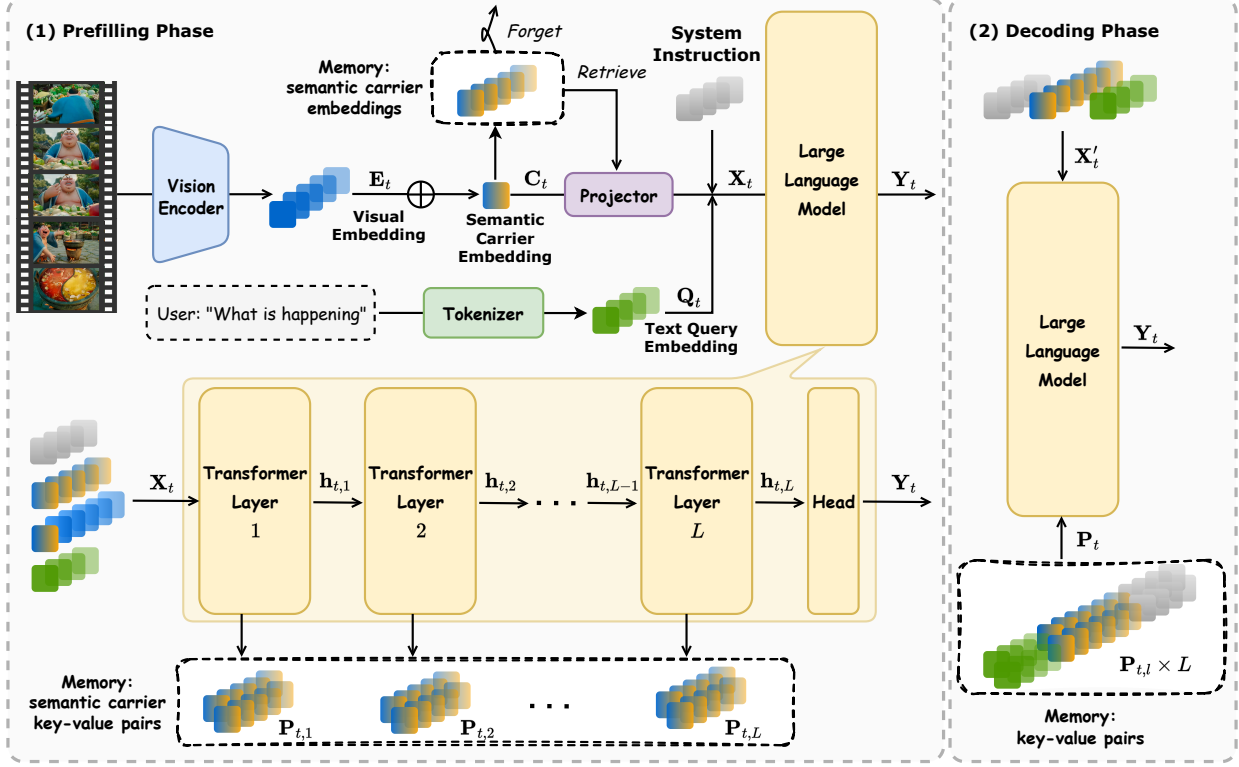 (1) Prefilling Phase
Forget
Memory:
semantic carrier
embeddings
Retrieve
System
Instruction
Vision
Encoder
E_t
Visual
Embedding
C_t
Semantic
Carrier
Embedding
Projector
X_t
Large
Language
Model
Y_t
User: "What is happening"
Tokenizer
Q_t
Text Query
Embedding
X_t
Transformer
Layer
1
h_{t,1}
Transformer
Layer
2
h_{t,2}
· · ·
h_{t,L−1}
Transformer
Layer
L
h_{t,L}
Head
Y_t
Memory:
semantic carrier
key-value pairs
P_{t,1}
P_{t,2}
· · ·
P_{t,L}
(2) Decoding Phase
X′_t
Large
Language
Model
Y_t
P_t
P_{t,l} × L
Memory:
key-value pairs